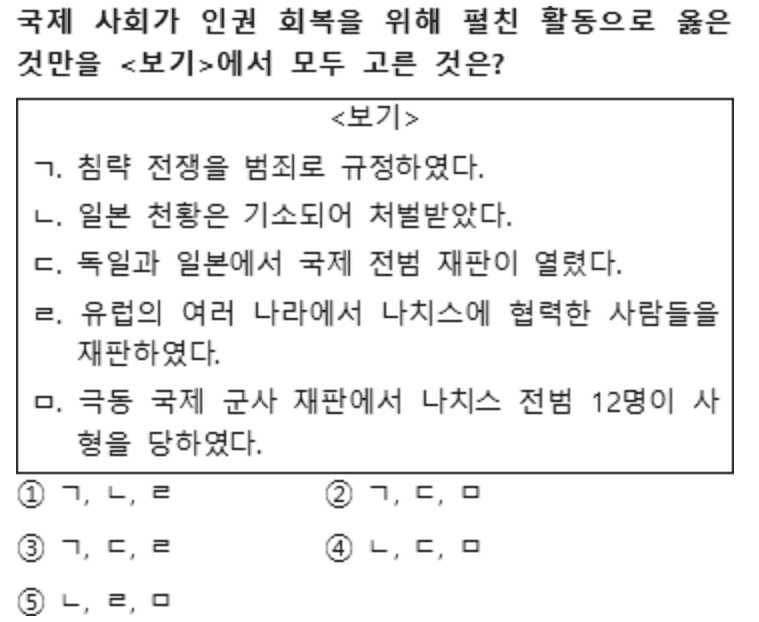 국제 사회가 인권 회복을 위해 펼친 활동으로 옳은
것만을 <보기>에서 모두 고른 것은?
<보기>
ㄱ. 침략 전쟁을 범죄로 규정하였다.
ㄴ. 일본 천황은 기소되어 처벌받았다.
ㄷ. 독일과 일본에서 국제 전범 재판이 열렸다.
ㄹ. 유럽의 여러 나라에서 나치스에 협력한 사람들을
재판하였다.
ㅁ. 극동 국제 군사 재판에서 나치스 전범 12명이 사
형을 당하였다.
① ㄱ, ㄴ, ㄹ ② ㄱ, ㄷ, ㅁ
③ ㄱ, ㄷ, ㄹ ④ ㄴ, ㄷ, ㅁ
⑤ ㄴ, ㄹ, ㅁ